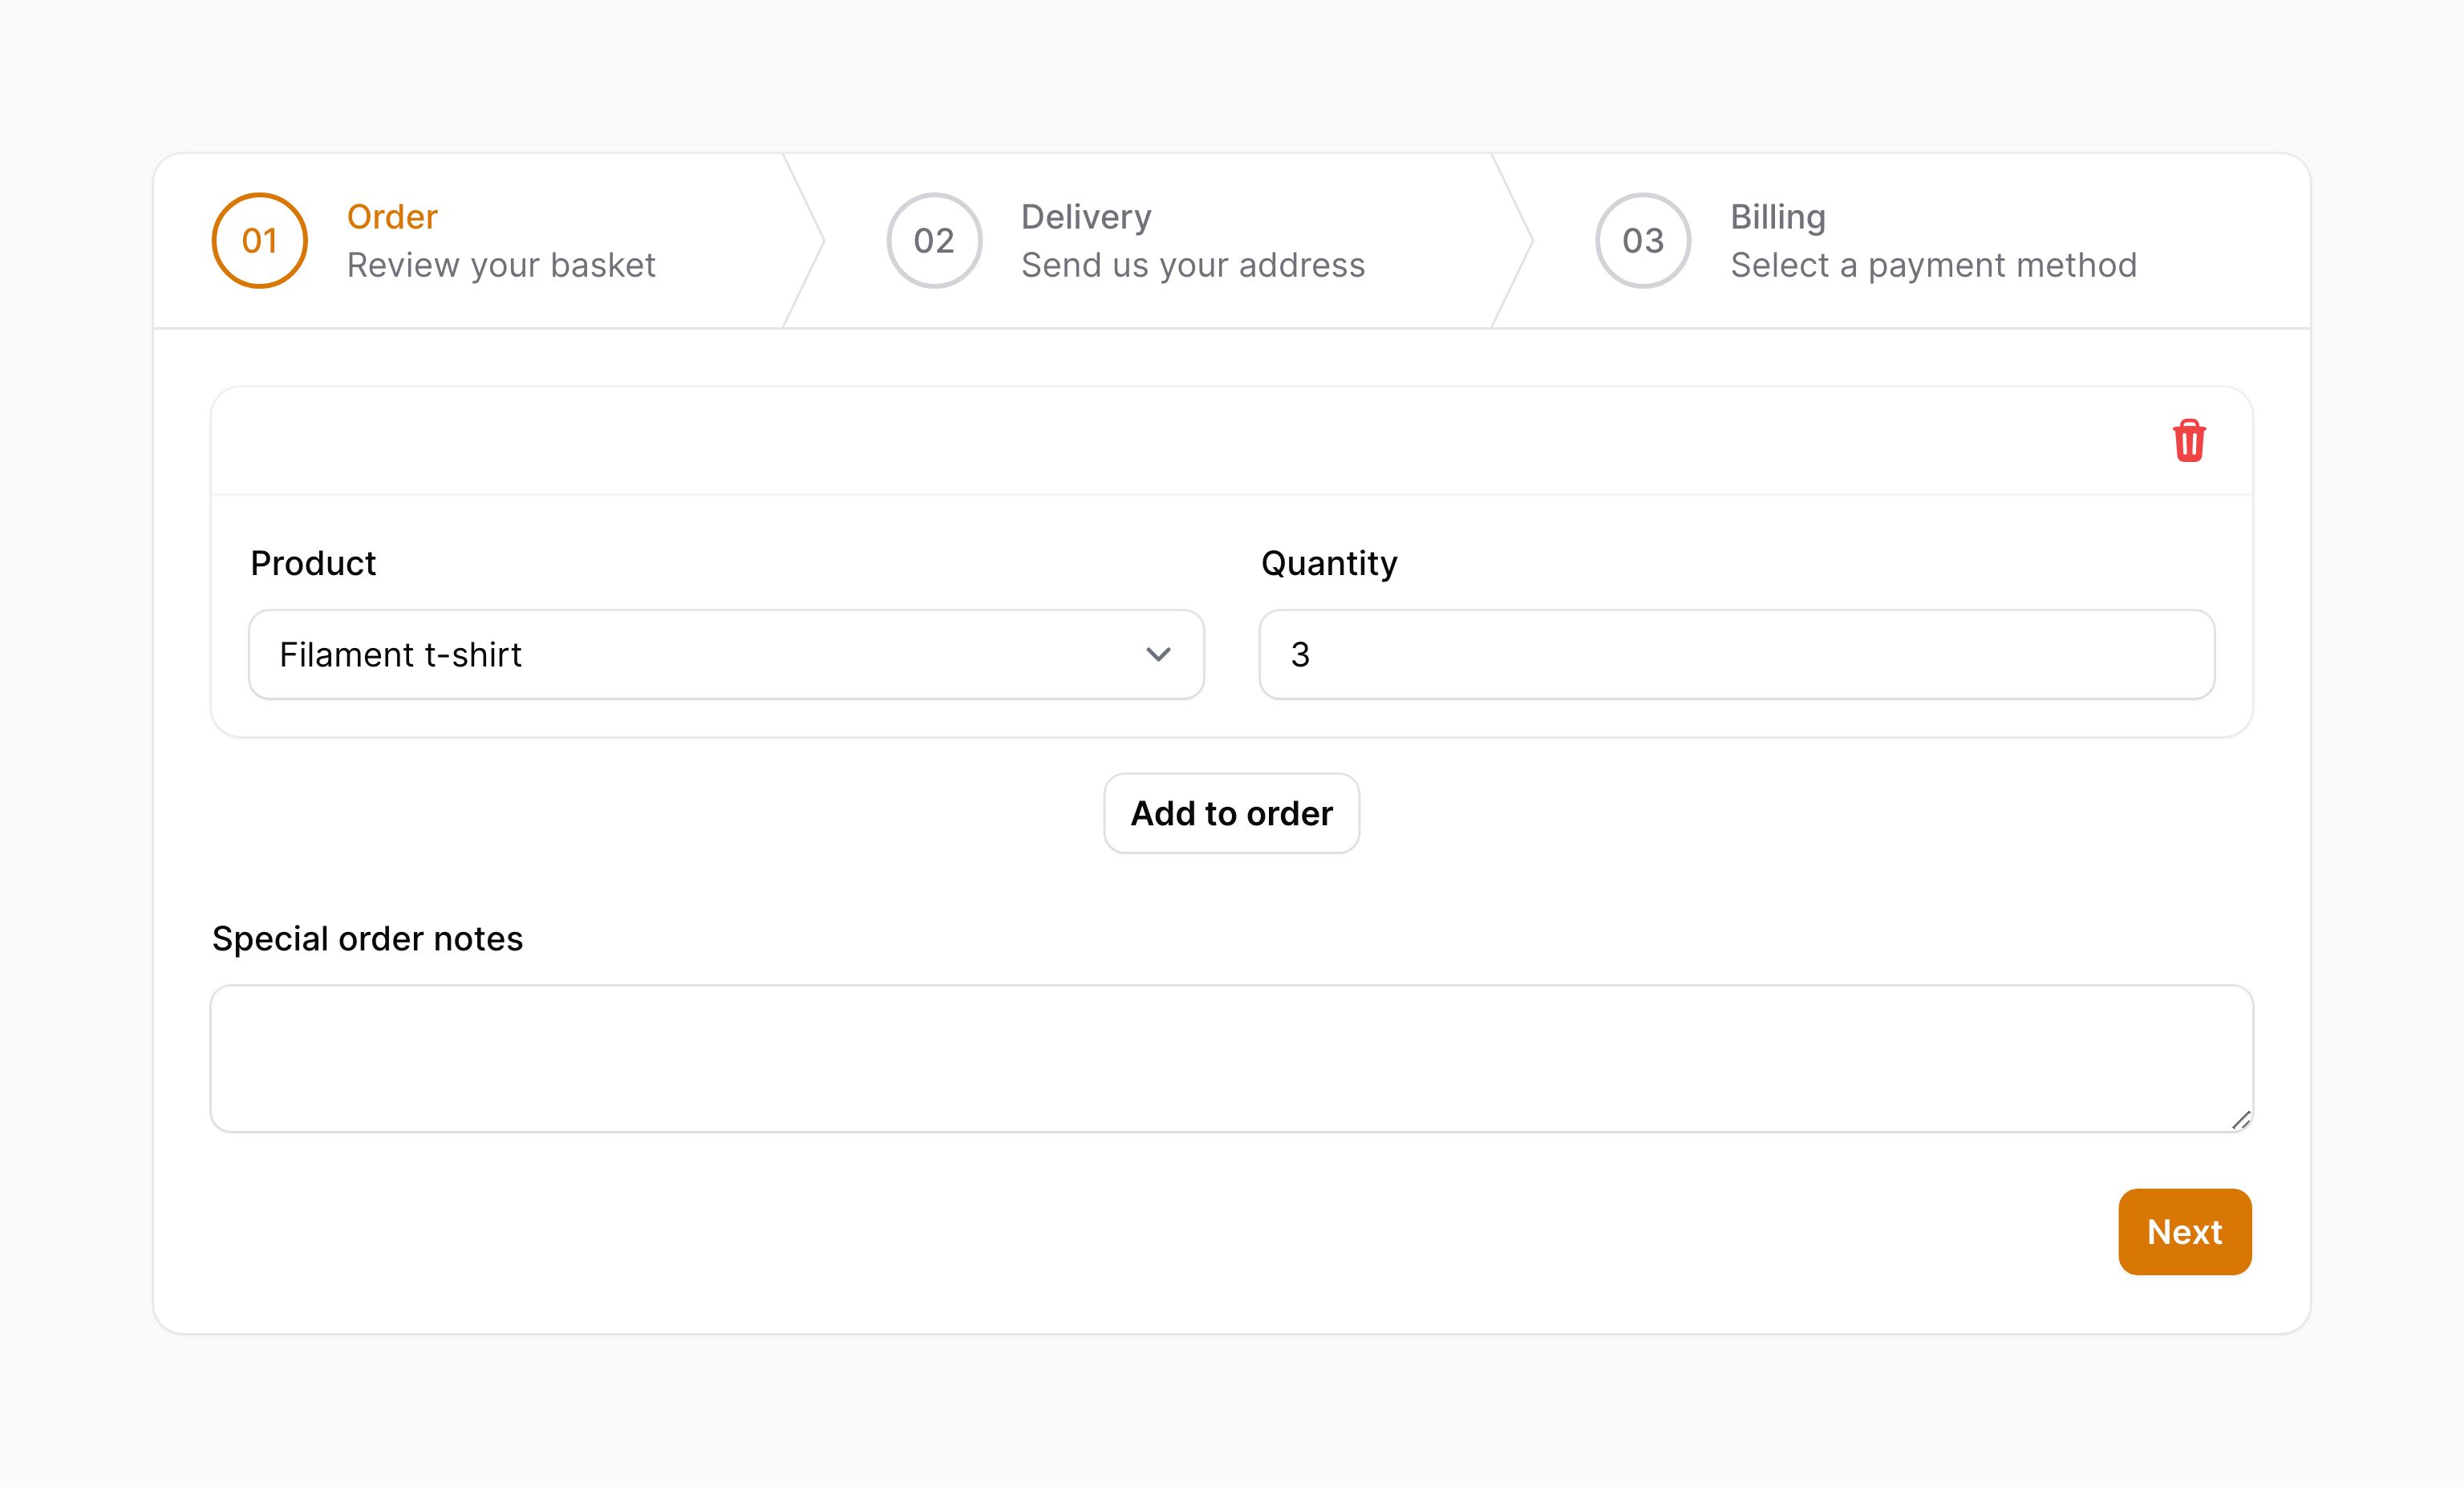 01
Order
Review your basket
02
Delivery
Send us your address
03
Billing
Select a payment method
Product
Quantity
Filament t-shirt
3
Add to order
Special order notes
Next